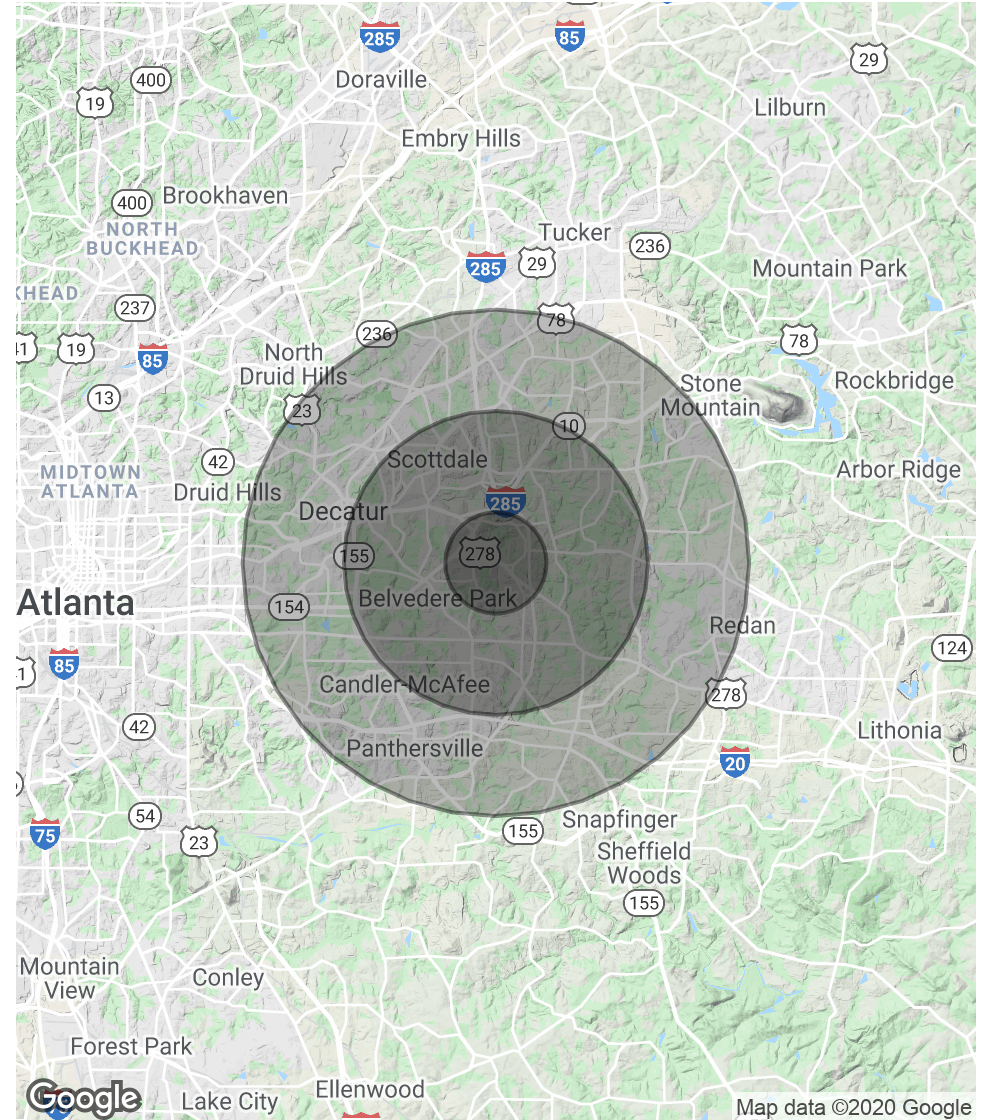 285
85
29
400
19
Doraville
Lilburn
Embry Hills
Brookhaven
400
NORTH
BUCKHEAD
Tucker
236
285
29
Mountain Park
KHEAD
237
236
78
41
19
85
78
North
Druid Hills
Stone
Mountain
Rockbridge
13
23
10
42
Scottdale
MIDTOWN
ATLANTA
Arbor Ridge
Druid Hills
Decatur
285
155
278
Belvedere Park
Atlanta
154
Redan
124
85
Candler-McAfee
278
42
Panthersville
Lithonia
20
54
Snapfinger
75
23
155
Sheffield
Woods
155
Mountain
View
Conley
Forest Park
Google
Ellenwood
Lake City
Map data ©2020 Google